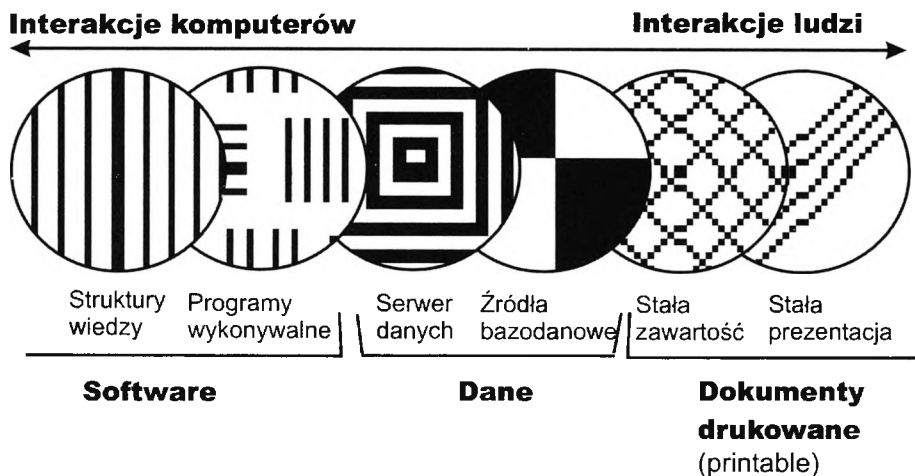 Interakcje komputerów
Interakcje ludzi
Struktury
wiedzy
Programy
wykonywalne
Serwer
danych
Źródła
bazodanowe
Stała
zawartość
Stała
prezentacja
Software
Dane
Dokumenty
drukowane
(printable)